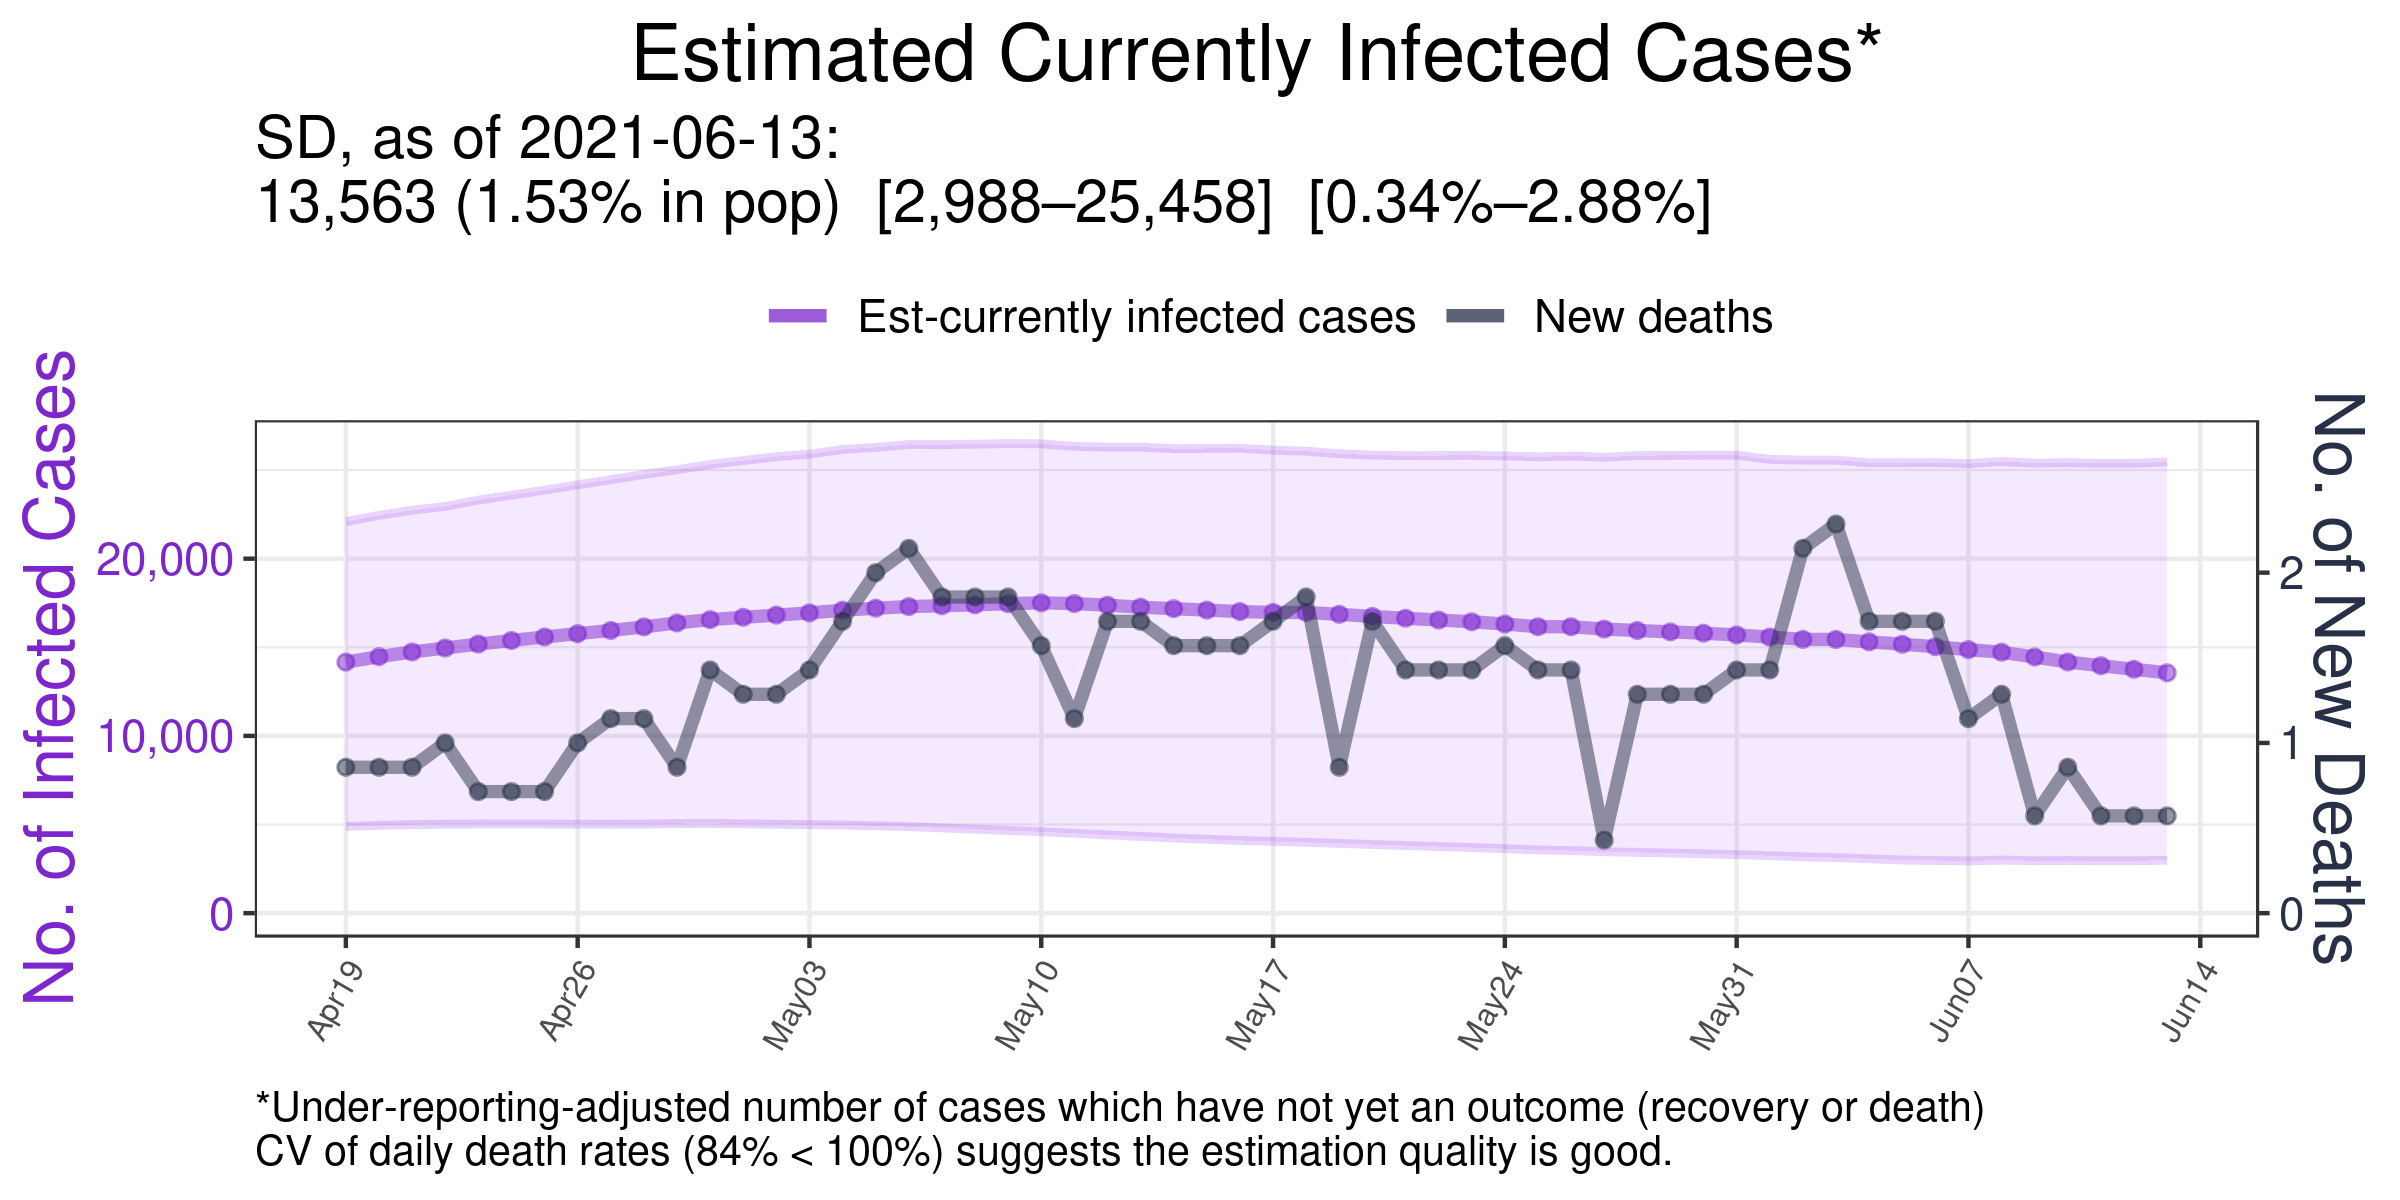 Estimated Currently Infected Cases*
SD, as of 2021-06-13:
13,563 (1.53% in pop)  [2,988–25,458]  [0.34%–2.88%]
Est-currently infected cases
New deaths
No. of Infected Cases
20,000
10,000
0
No. of New Deaths
2
1
0
Apr19
Apr26
May03
May10
May17
May24
May31
Jun07
Jun14
*Under-reporting-adjusted number of cases which have not yet an outcome (recovery or death)
CV of daily death rates (84% < 100%) suggests the estimation quality is good.